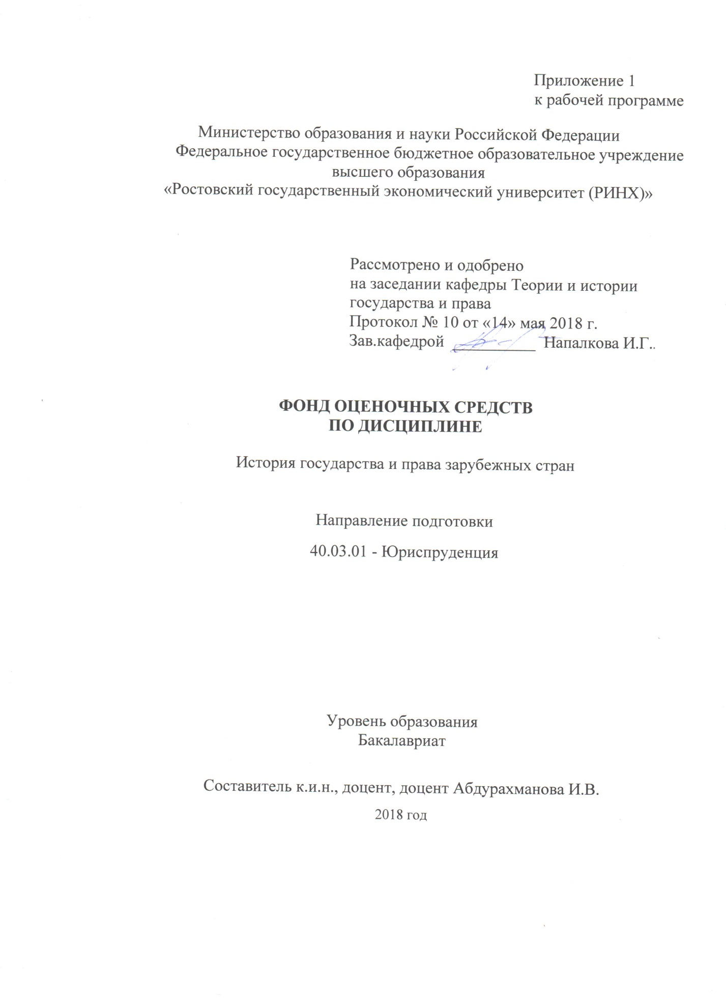 Приложение 1
к рабочей программе
Министерство образования и науки Российской Федерации
Федеральное государственное бюджетное образовательное учреждение
высшего образования
«Ростовский государственный экономический университет (РИНХ)»
Рассмотрено и одобрено
на заседании кафедры Теории и истории
государства и права
Протокол № 10 от «14» мая 2018 г.
Зав.кафедрой __________ Напалкова И.Г..
ФОНД ОЦЕНОЧНЫХ СРЕДСТВ
ПО ДИСЦИПЛИНЕ
История государства и права зарубежных стран
Направление подготовки
40.03.01 - Юриспруденция
Уровень образования
Бакалавриат
Составитель к.и.н., доцент, доцент Абдурахманова И.В.
2018 год